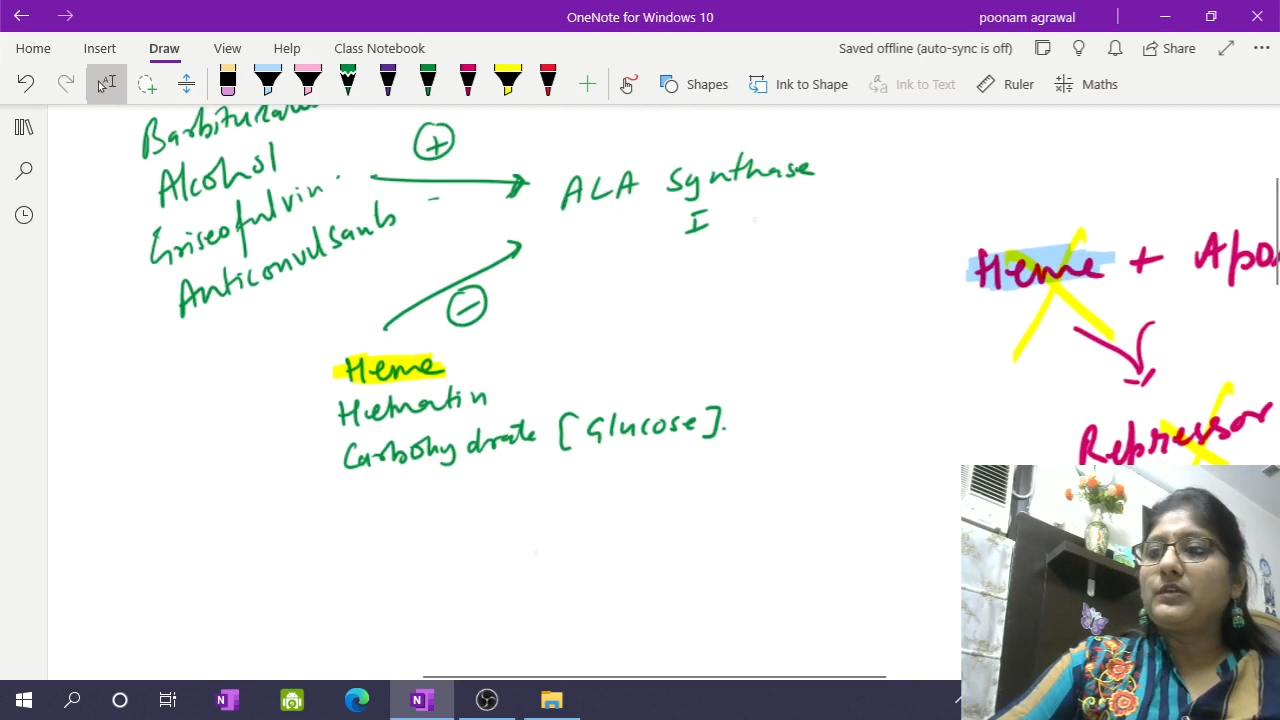 OneNote for Windows 10
poonam agrawal
Home Insert Draw View Help Class Notebook
Saved offline (auto-sync is off)
Share
Shapes
Ink to Shape
Ink to Text
Ruler
Maths
Alcohol
Griseofulvin
Anticonvulsants
+
ALA Synthase
I
−
Heme
Hematin
Carbohydrate [Glucose].
Heme +
Repressor